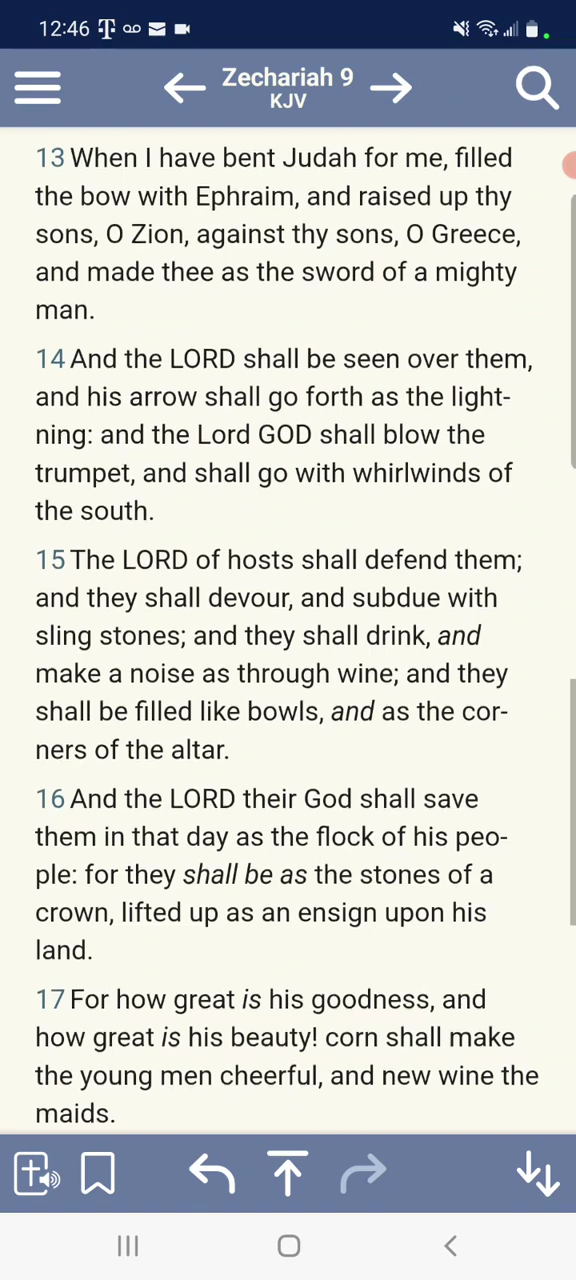 12:46
Zechariah 9
KJV
13 When I have bent Judah for me, filled
the bow with Ephraim, and raised up thy
sons, O Zion, against thy sons, O Greece,
and made thee as the sword of a mighty
man.
14 And the LORD shall be seen over them,
and his arrow shall go forth as the light-
ning: and the Lord GOD shall blow the
trumpet, and shall go with whirlwinds of
the south.
15 The LORD of hosts shall defend them;
and they shall devour, and subdue with
sling stones; and they shall drink, and
make a noise as through wine; and they
shall be filled like bowls, and as the cor-
ners of the altar.
16 And the LORD their God shall save
them in that day as the flock of his peo-
ple: for they shall be as the stones of a
crown, lifted up as an ensign upon his
land.
17 For how great is his goodness, and
how great is his beauty! corn shall make
the young men cheerful, and new wine the
maids.